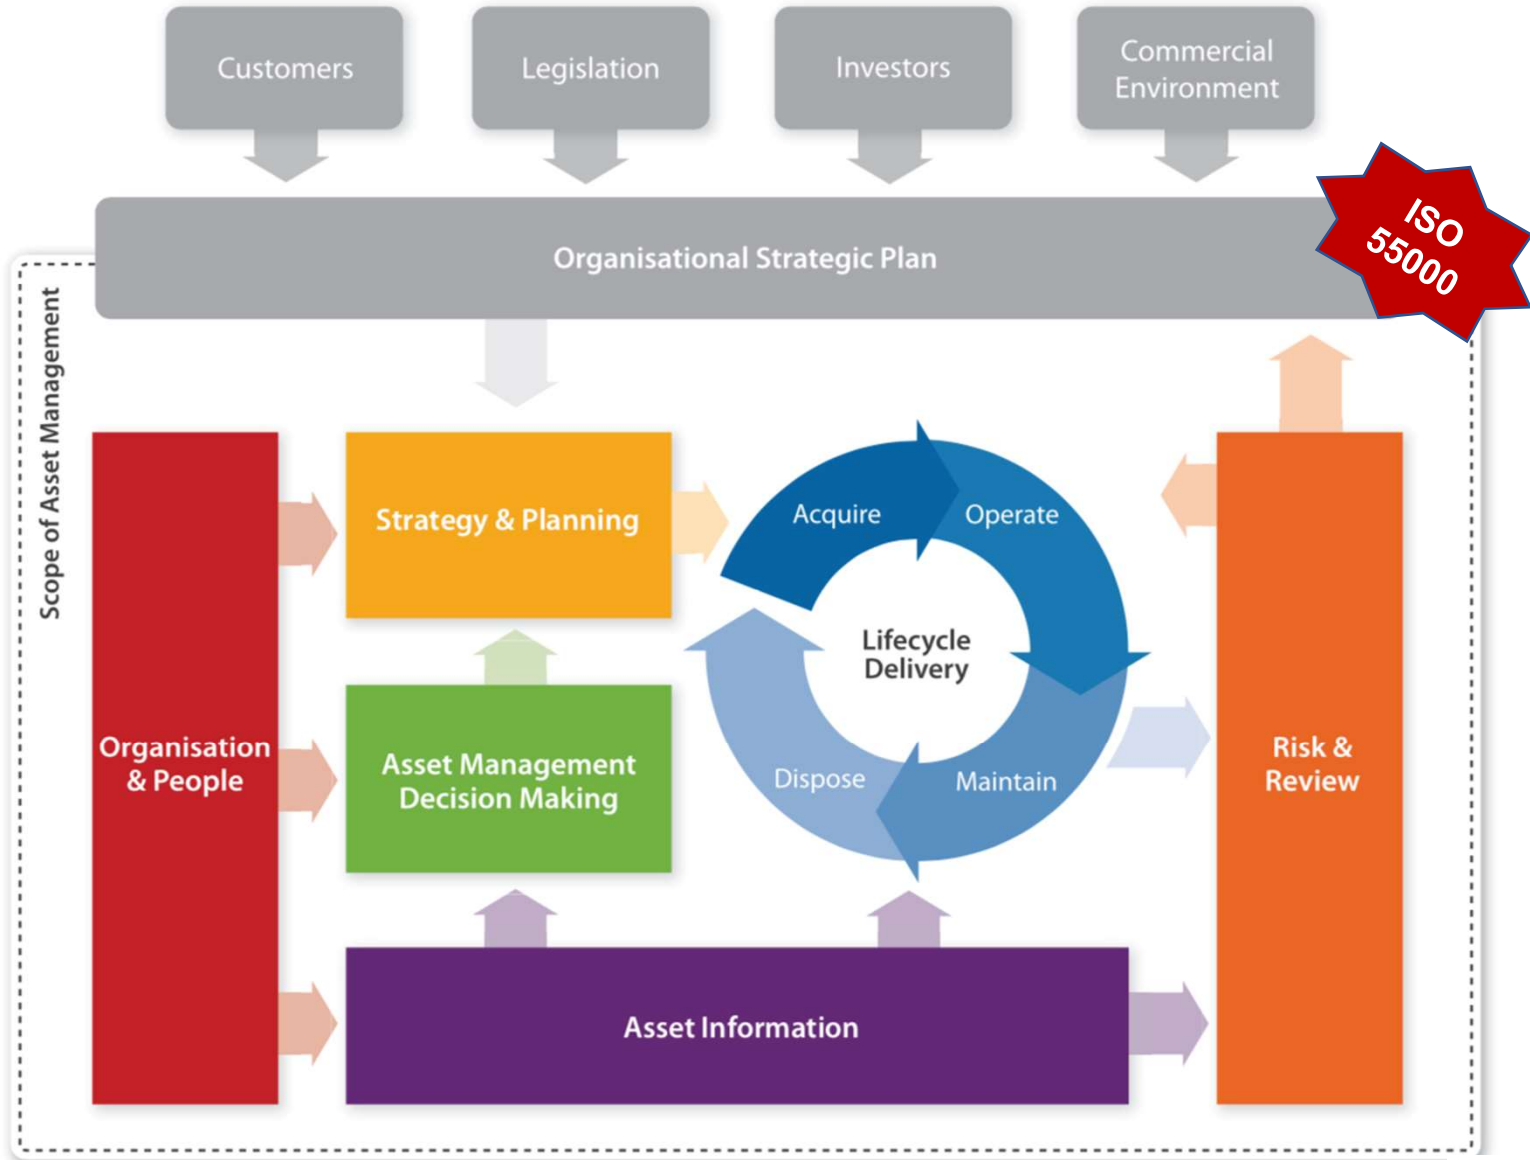 Customers
Legislation
Investors
Commercial
Environment
ISO
55000
Organisational Strategic Plan
Scope of Asset Management
Strategy & Planning
Acquire
Operate
Lifecycle
Delivery
Organisation
& People
Asset Management
Decision Making
Dispose
Maintain
Risk &
Review
Asset Information